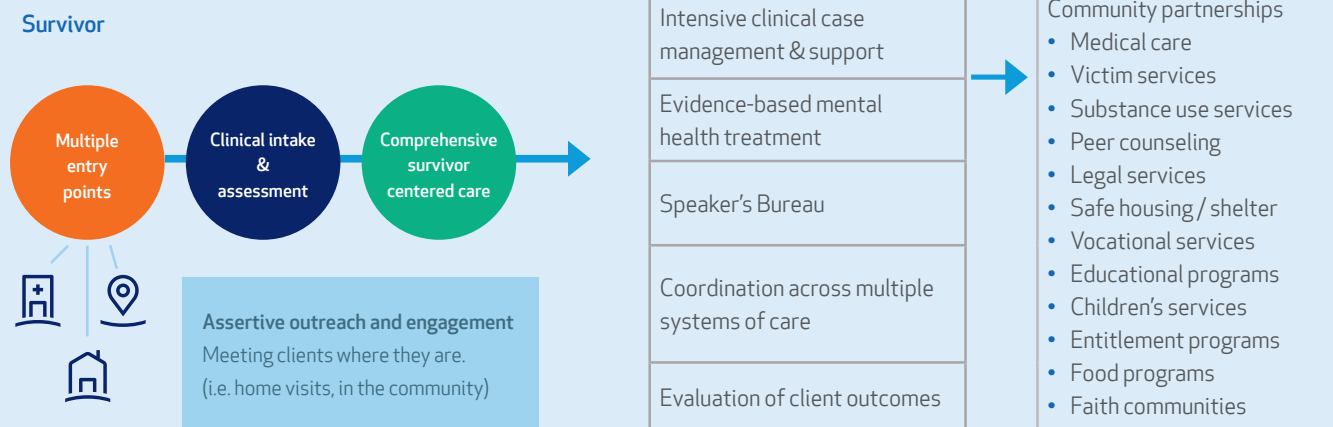 Survivor
Multiple
entry
points
Clinical intake
&
assessment
Comprehensive
survivor
centered care
Assertive outreach and engagement
Meeting clients where they are.
(i.e. home visits, in the community)
Intensive clinical case
management & support
Evidence-based mental
health treatment
Speaker's Bureau
Coordination across multiple
systems of care
Evaluation of client outcomes
Community partnerships
• Medical care
• Victim services
• Substance use services
• Peer counseling
• Legal services
• Safe housing / shelter
• Vocational services
• Educational programs
• Children's services
• Entitlement programs
• Food programs
• Faith communities